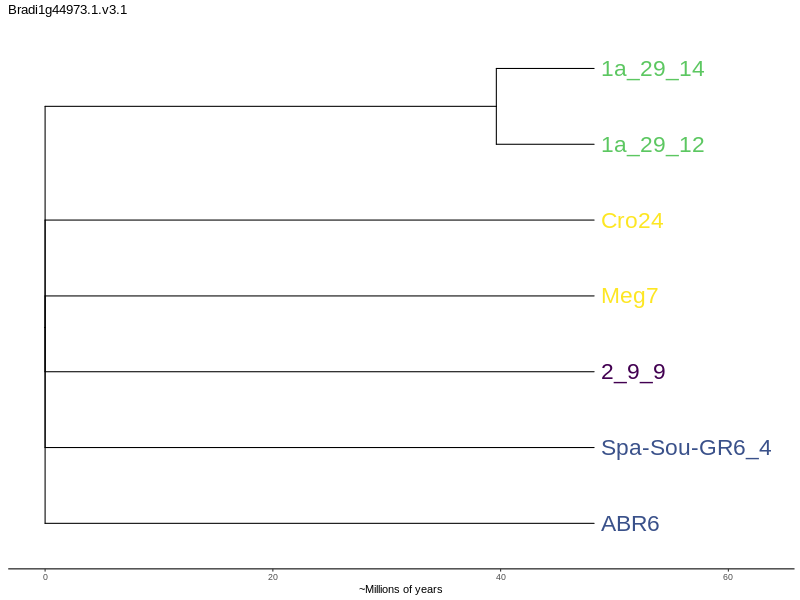 Bradi1g44973.1.v3.1
1a_29_14
1a_29_12
Cro24
Meg7
2_9_9
Spa-Sou-GR6_4
ABR6
0 20 40 60
~Millions of years